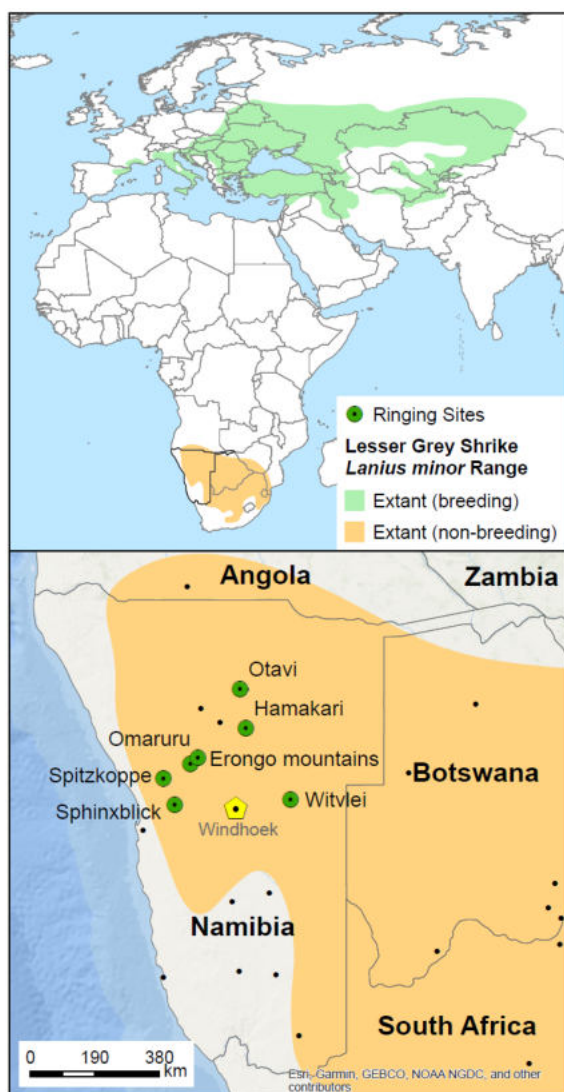 Ringing Sites
Lesser Grey Shrike
Lanius minor Range
Extant (breeding)
Extant (non-breeding)
Angola
Zambia
Otavi
Hamakari
Omaruru
Erongo mountains
Spitzkoppe
Botswana
Sphinxblick
Witvlei
Windhoek
Namibia
South Africa
0 190 380
km
Esri, Garmin, GEBCO, NOAA NGDC, and other
contributors